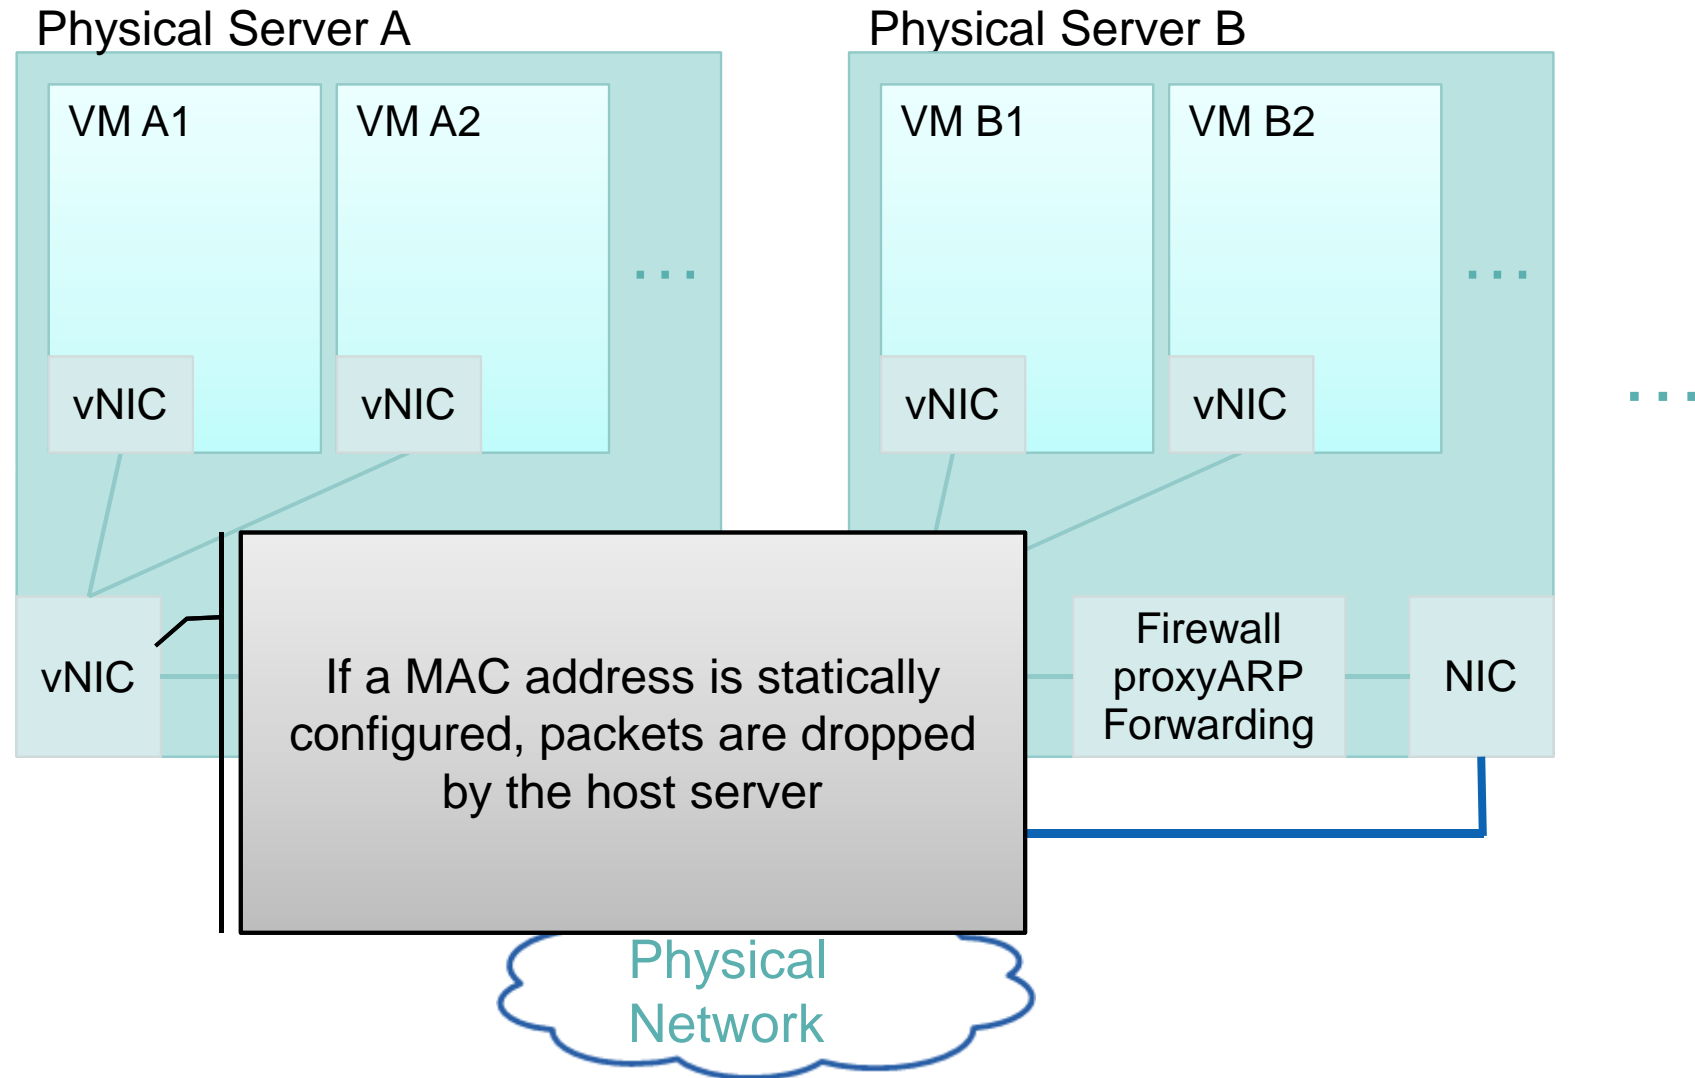 Physical Server A
Physical Server B
VM A1
VM A2
VM B1
VM B2
...
...
vNIC
vNIC
vNIC
vNIC
...
vNIC
If a MAC address is statically
configured, packets are dropped
by the host server
Firewall
proxyARP
Forwarding
NIC
Physical
Network